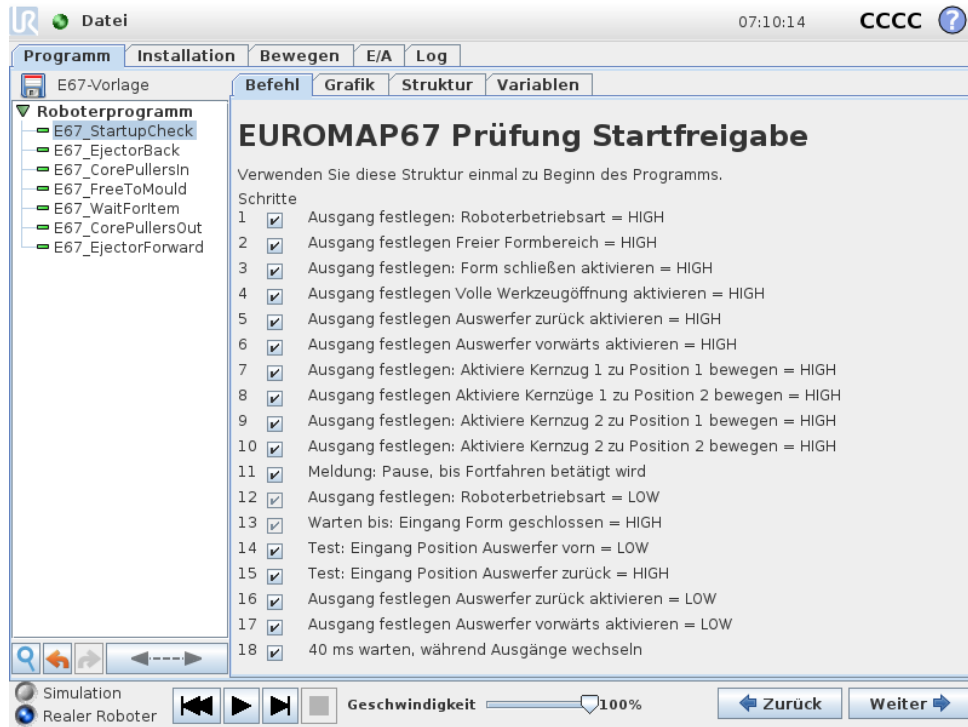 UR Datei 07:10:14 CCCC ?
Programm Installation Bewegen E/A Log
E67-Vorlage Befehl Grafik Struktur Variablen
Roboterprogramm
E67_StartupCheck
E67_EjectorBack
E67_CorePullersIn
E67_FreeToMould
E67_WaitForItem
E67_CorePullersOut
E67_EjectorForward
EUROMAP67 Prüfung Startfreigabe
Verwenden Sie diese Struktur einmal zu Beginn des Programms.
Schritte
1 Ausgang festlegen: Roboterbetriebsart = HIGH
2 Ausgang festlegen Freier Formbereich = HIGH
3 Ausgang festlegen: Form schließen aktivieren = HIGH
4 Ausgang festlegen Volle Werkzeugöffnung aktivieren = HIGH
5 Ausgang festlegen Auswerfer zurück aktivieren = HIGH
6 Ausgang festlegen Auswerfer vorwärts aktivieren = HIGH
7 Ausgang festlegen: Aktiviere Kernzug 1 zu Position 1 bewegen = HIGH
8 Ausgang festlegen: Aktiviere Kernzüge 1 zu Position 2 bewegen = HIGH
9 Ausgang festlegen: Aktiviere Kernzug 2 zu Position 1 bewegen = HIGH
10 Ausgang festlegen: Aktiviere Kernzug 2 zu Position 2 bewegen = HIGH
11 Meldung: Pause, bis Fortfahren betätigt wird
12 Ausgang festlegen: Roboterbetriebsart = LOW
13 Warten bis: Eingang Form geschlossen = HIGH
14 Test: Eingang Position Auswerfer vorn = LOW
15 Test: Eingang Position Auswerfer zurück = HIGH
16 Ausgang festlegen Auswerfer zurück aktivieren = LOW
17 Ausgang festlegen Auswerfer vorwärts aktivieren = LOW
18 40 ms warten, während Ausgänge wechseln
Simulation
Realer Roboter
Geschwindigkeit 100%
Zurück Weiter